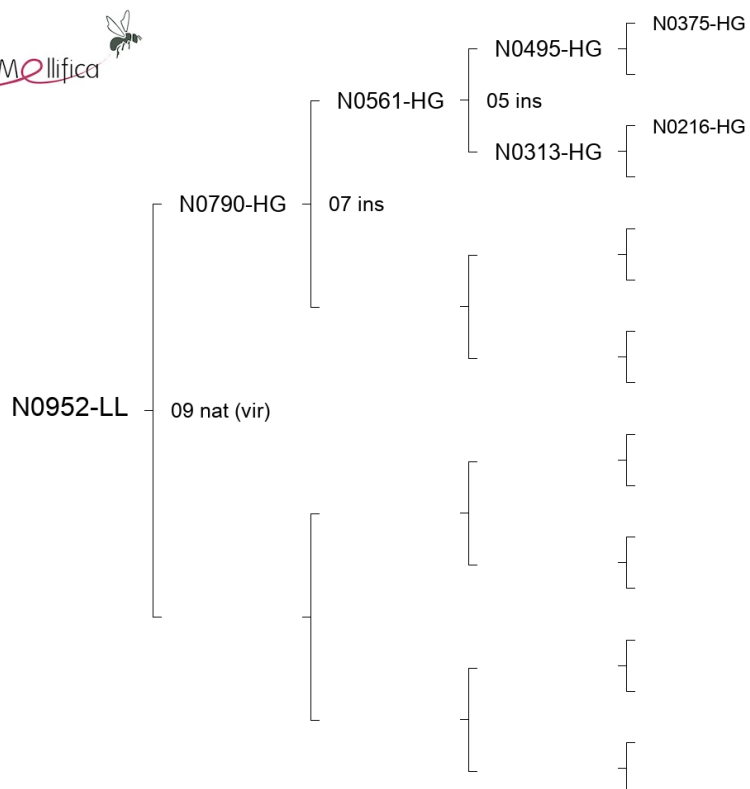 Mellifica
N0375-HG
N0495-HG
N0561-HG
05 ins
N0216-HG
N0313-HG
N0790-HG
07 ins
N0952-LL
09 nat (vir)